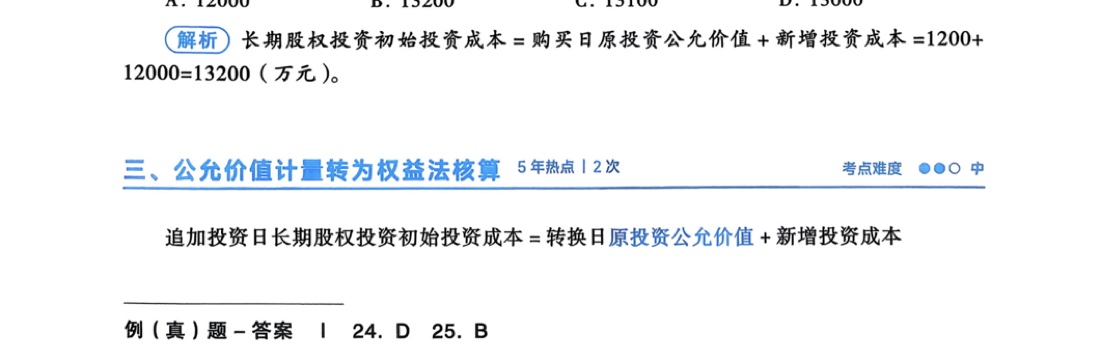 A. 12000 B. 13200 C. 15100 D. 15000
解析 长期股权投资初始投资成本=购买日原投资公允价值+新增投资成本=1200+
12000=13200（万元）。
三、公允价值计量转为权益法核算 5年热点 | 2次 考点难度 中
追加投资日长期股权投资初始投资成本=转换日原投资公允价值+新增投资成本
例（真）题－答案 | 24. D 25. B